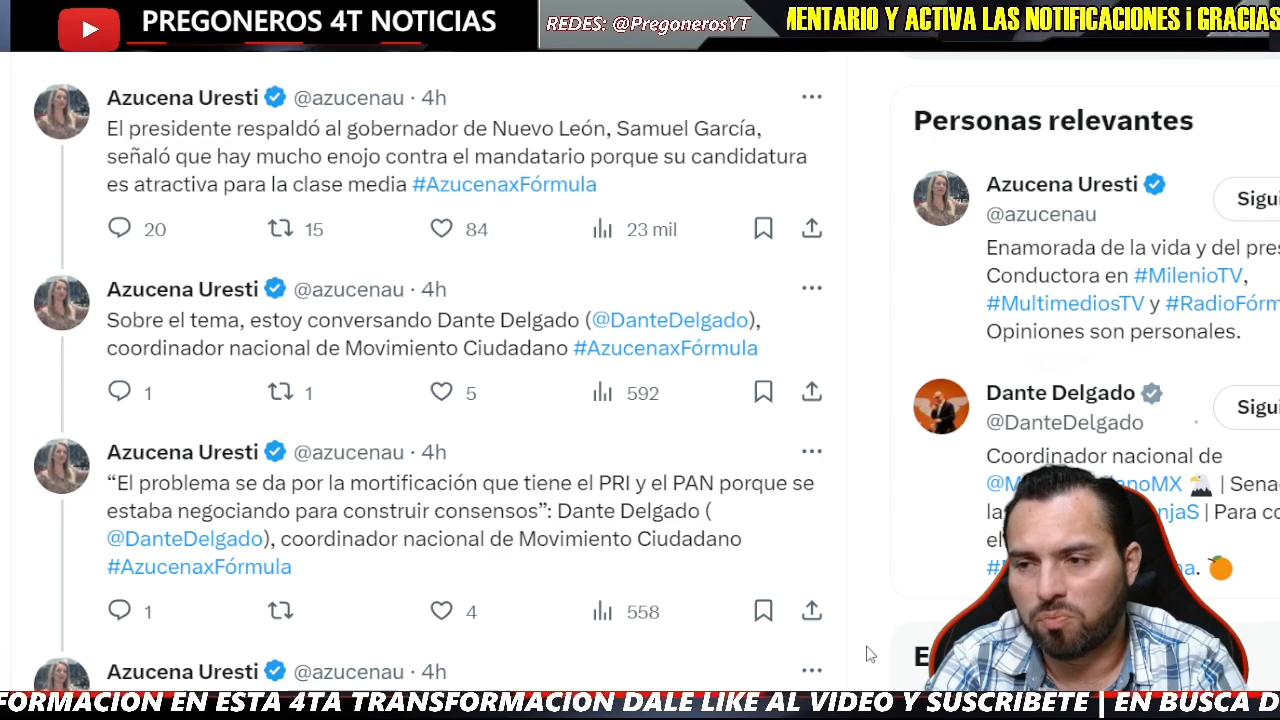 PREGONEROS 4T NOTICIAS
REDES: @PregonerosYT
MENTARIO Y ACTIVA LAS NOTIFICACIONES ¡ GRACIAS
Azucena Uresti @azucenau · 4h
El presidente respaldó al gobernador de Nuevo León, Samuel García,
señaló que hay mucho enojo contra el mandatario porque su candidatura
es atractiva para la clase media #AzucenaxFórmula
20 15 84 23 mil
Azucena Uresti @azucenau · 4h
Sobre el tema, estoy conversando Dante Delgado (@DanteDelgado),
coordinador nacional de Movimiento Ciudadano #AzucenaxFórmula
1 1 5 592
Azucena Uresti @azucenau · 4h
“El problema se da por la mortificación que tiene el PRI y el PAN porque se
estaba negociando para construir consensos”: Dante Delgado (
@DanteDelgado), coordinador nacional de Movimiento Ciudadano
#AzucenaxFórmula
1 4 558
Azucena Uresti @azucenau · 4h
Personas relevantes
Azucena Uresti
Sigui
@azucenau
Enamorada de la vida y del pres
Conductora en #MilenioTV,
#MultimediosTV y #RadioFórm
Opiniones son personales.
Dante Delgado
Sigui
@DanteDelgado
Coordinador nacional de
anoMX 🦅 | Sena
las njaS | Para co
el
a. 🍊
FORMACION EN ESTA 4TA TRANSFORMACION DALE LIKE AL VIDEO Y SUSCRIBETE | EN BUSCA D